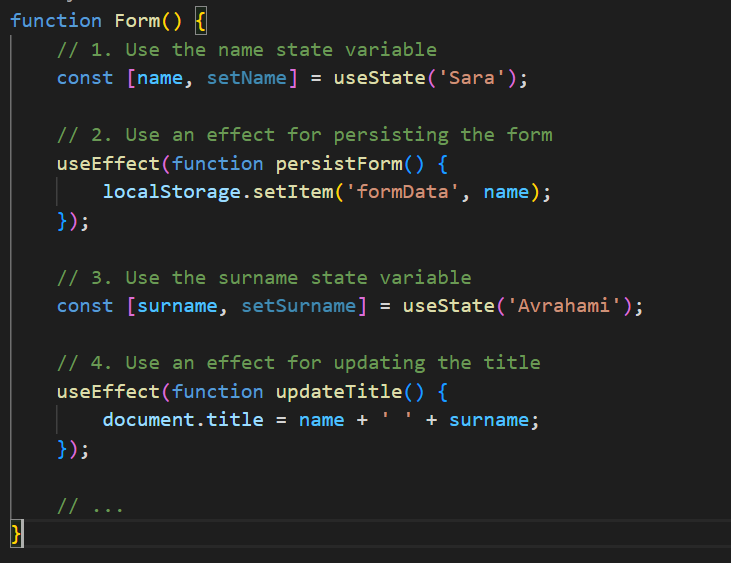 function Form() {
    // 1. Use the name state variable
    const [name, setName] = useState('Sara');

    // 2. Use an effect for persisting the form
    useEffect(function persistForm() {
        localStorage.setItem('formData', name);
    });

    // 3. Use the surname state variable
    const [surname, setSurname] = useState('Avrahami');

    // 4. Use an effect for updating the title
    useEffect(function updateTitle() {
        document.title = name + ' ' + surname;
    });

    // ...
}